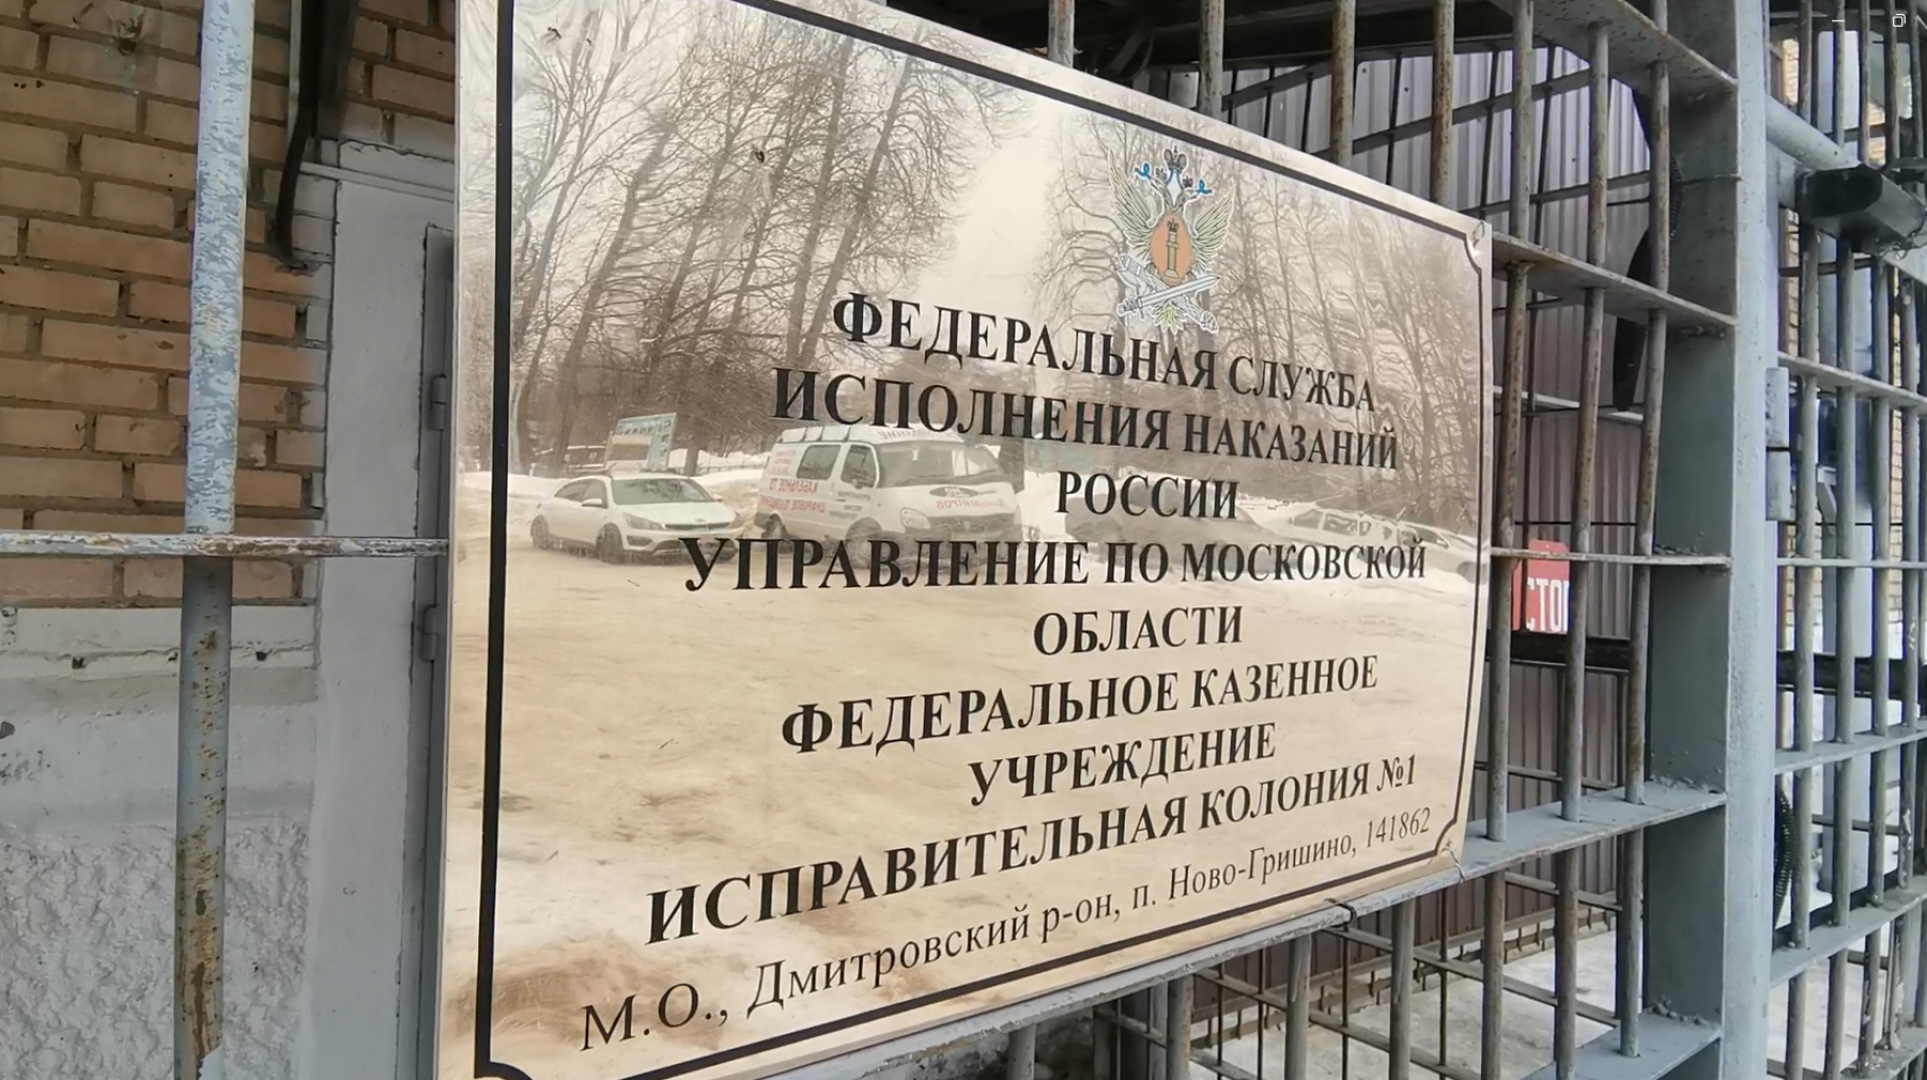 ФЕДЕРАЛЬНАЯ СЛУЖБА
ИСПОЛНЕНИЯ НАКАЗАНИЙ
РОССИИ
УПРАВЛЕНИЕ ПО МОСКОВСКОЙ
ОБЛАСТИ
ФЕДЕРАЛЬНОЕ КАЗЕННОЕ
УЧРЕЖДЕНИЕ
ИСПРАВИТЕЛЬНАЯ КОЛОНИЯ №1
М.О., Дмитровский р-он, п. Ново-Гришино, 141862
СТОП